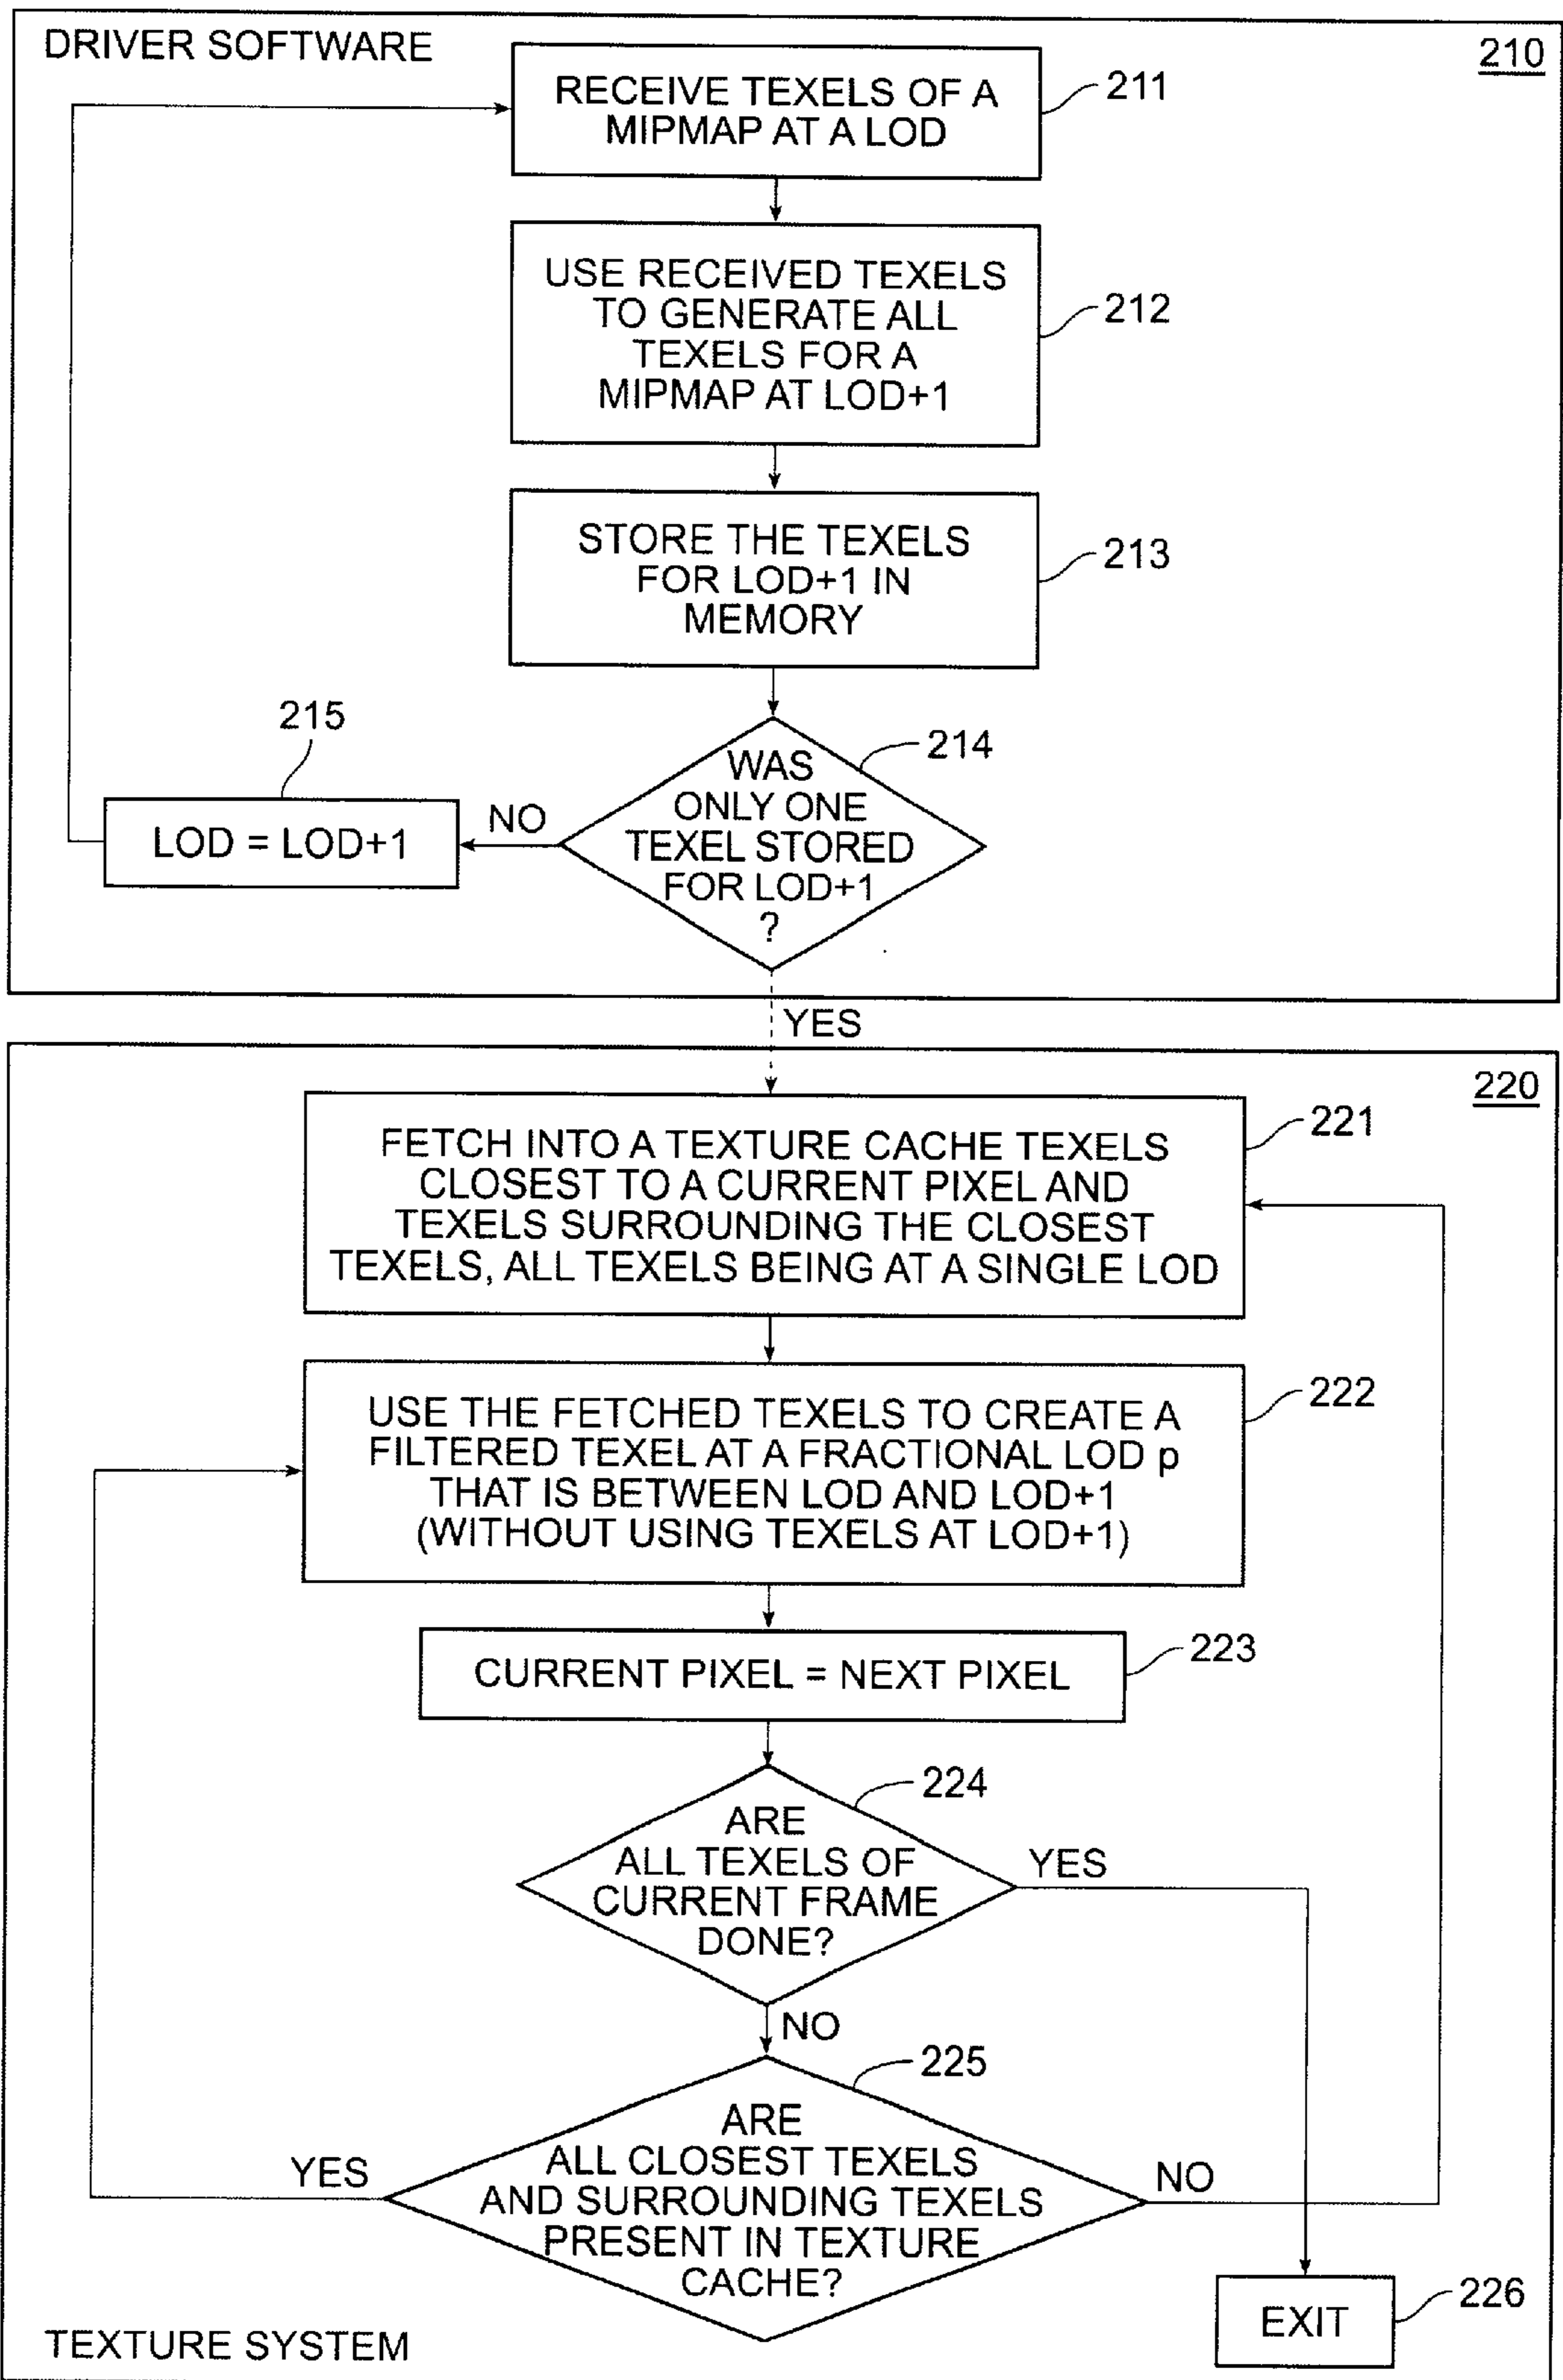 DRIVER SOFTWARE
210
RECEIVE TEXELS OF A
MIPMAP AT A LOD
211
USE RECEIVED TEXELS
TO GENERATE ALL
TEXELS FOR A
MIPMAP AT LOD+1
212
STORE THE TEXELS
FOR LOD+1 IN
MEMORY
213
215
214
WAS
ONLY ONE
TEXEL STORED
FOR LOD+1
?
NO
LOD = LOD+1
YES
220
FETCH INTO A TEXTURE CACHE TEXELS
CLOSEST TO A CURRENT PIXEL AND
TEXELS SURROUNDING THE CLOSEST
TEXELS, ALL TEXELS BEING AT A SINGLE LOD
221
USE THE FETCHED TEXELS TO CREATE A
FILTERED TEXEL AT A FRACTIONAL LOD p
THAT IS BETWEEN LOD AND LOD+1
(WITHOUT USING TEXELS AT LOD+1)
222
CURRENT PIXEL = NEXT PIXEL
223
224
ARE
ALL TEXELS OF
CURRENT FRAME
DONE?
YES
NO
225
ARE
ALL CLOSEST TEXELS
AND SURROUNDING TEXELS
PRESENT IN TEXTURE
CACHE?
YES
NO
EXIT
226
TEXTURE SYSTEM